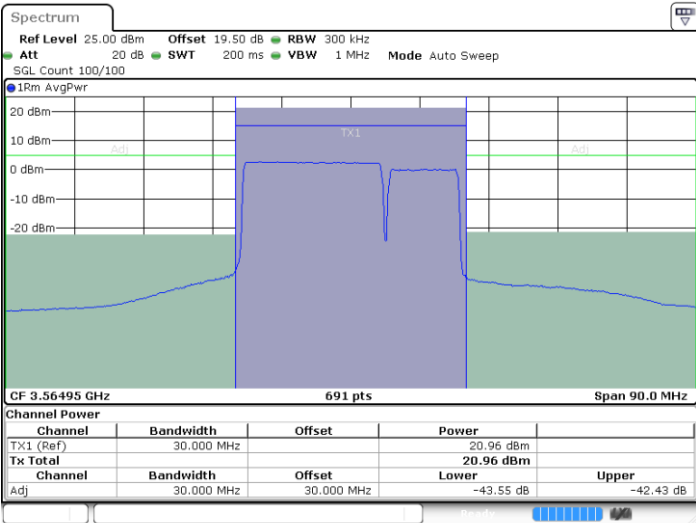 Spectrum
Ref Level 25.00 dBm Offset 19.50 dB RBW 300 kHz
Att 20 dB SWT 200 ms VBW 1 MHz Mode Auto Sweep
SGL Count 100/100
1Rm AvgPwr
20 dBm
TX1
10 dBm
Adj Adj
0 dBm
-10 dBm
-20 dBm
CF 3.56495 GHz 691 pts Span 90.0 MHz
Channel Power
Channel Bandwidth Offset Power
TX1 (Ref) 30.000 MHz 20.96 dBm
Tx Total 20.96 dBm
Channel Bandwidth Offset Lower Upper
Adj 30.000 MHz 30.000 MHz -43.55 dB -42.43 dB
Ready